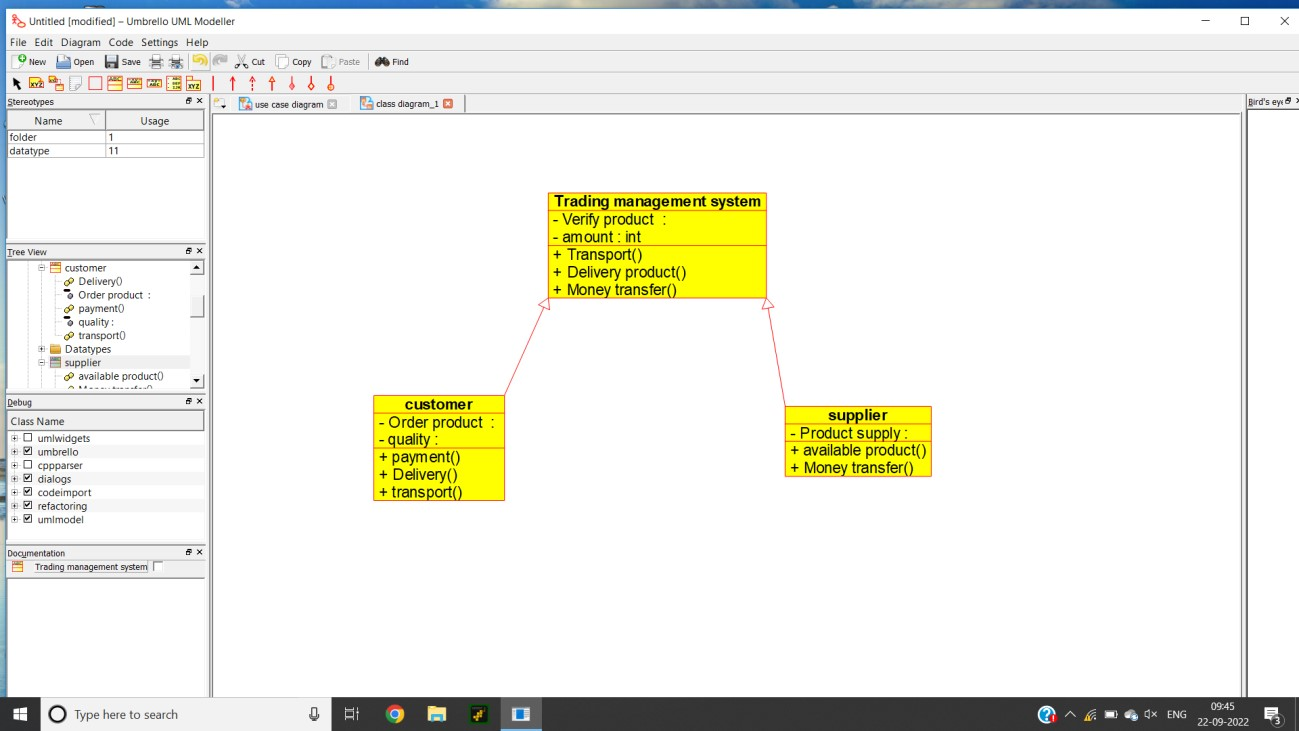 Untitled [modified] – Umbrello UML Modeller
File Edit Diagram Code Settings Help
New Open Save Cut Copy Paste Find
Stereotypes
Name Usage
folder 1
datatype 11
Tree View
customer
Delivery()
Order product :
payment()
quality :
transport()
Datatypes
supplier
available product()
Debug
Class Name
umlwidgets
umbrello
cppparser
dialogs
codeimport
refactoring
umlmodel
Documentation
Trading management system
use case diagram class diagram_1
Bird's eye
Trading management system
- Verify product :
- amount : int
+ Transport()
+ Delivery product()
+ Money transfer()
customer
- Order product :
- quality :
+ payment()
+ Delivery()
+ transport()
supplier
- Product supply :
+ available product()
+ Money transfer()
Type here to search
ENG
09:45
22-09-2022
3